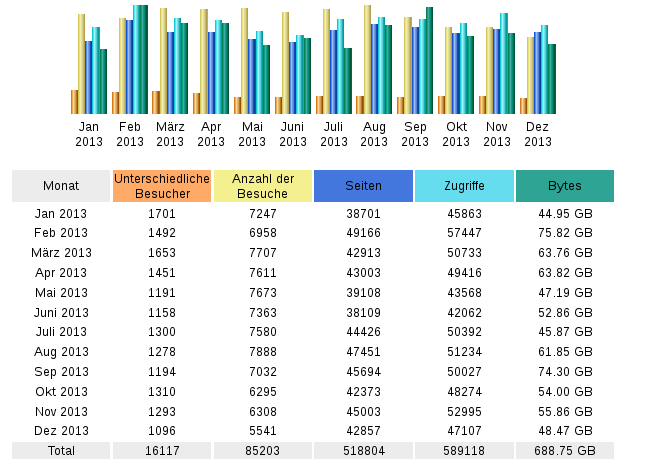 Jan Feb März Apr Mai Juni Juli Aug Sep Okt Nov Dez
2013 2013 2013 2013 2013 2013 2013 2013 2013 2013 2013 2013
Monat Unterschiedliche Besucher Anzahl der Besuche Seiten Zugriffe Bytes
Jan 2013 1701 7247 38701 45863 44.95 GB
Feb 2013 1492 6958 49166 57447 75.82 GB
März 2013 1653 7707 42913 50733 63.76 GB
Apr 2013 1451 7611 43003 49416 63.82 GB
Mai 2013 1191 7673 39108 43568 47.19 GB
Juni 2013 1158 7363 38109 42062 52.86 GB
Juli 2013 1300 7580 44426 50392 45.87 GB
Aug 2013 1278 7888 47451 51234 61.85 GB
Sep 2013 1194 7032 45694 50027 74.30 GB
Okt 2013 1310 6295 42373 48274 54.00 GB
Nov 2013 1293 6308 45003 52995 55.86 GB
Dez 2013 1096 5541 42857 47107 48.47 GB
Total 16117 85203 518804 589118 688.75 GB